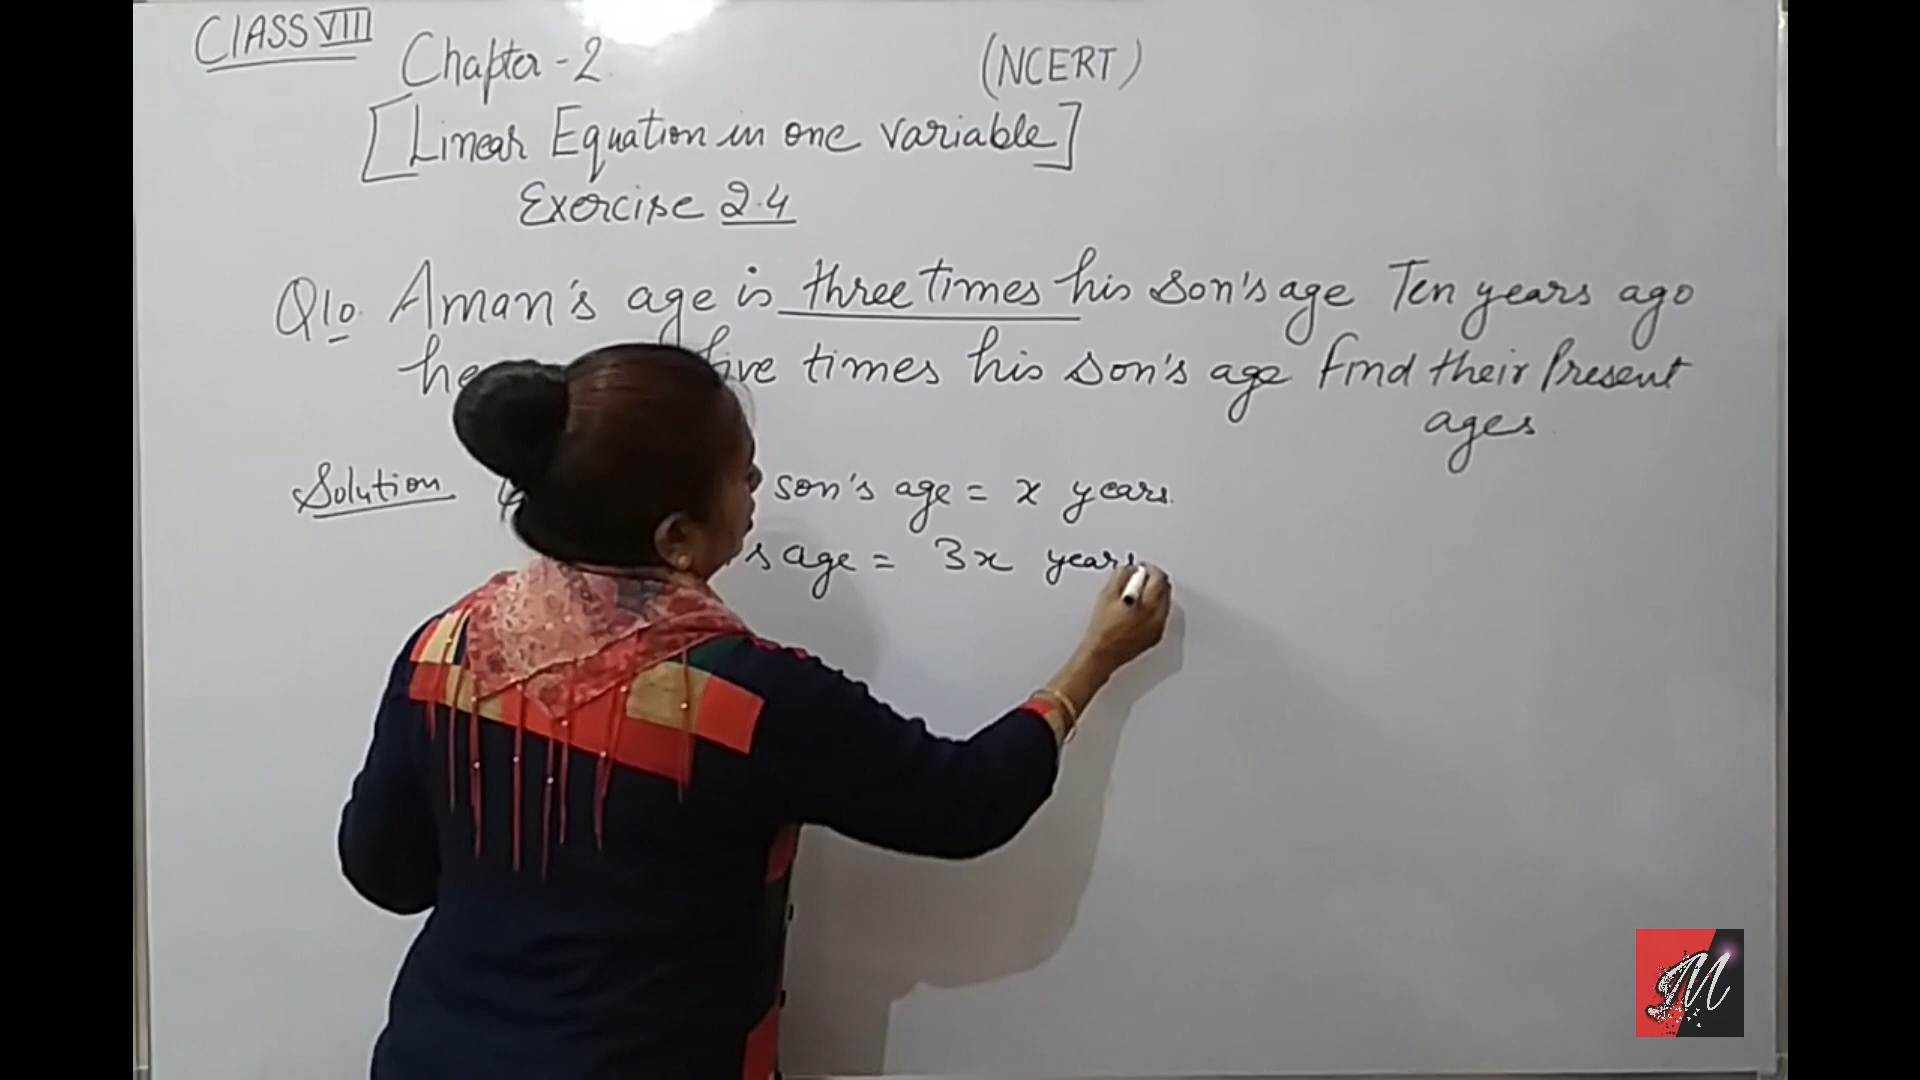 CLASS VIII
Chapter-2 (NCERT)
[Linear Equation in one variable]
Exercise 2.4
Q10. Aman's age is three times his son's age Ten years ago
he times his son's age Find their Present
ages
Solution son's age = x years.
age = 3x years
M